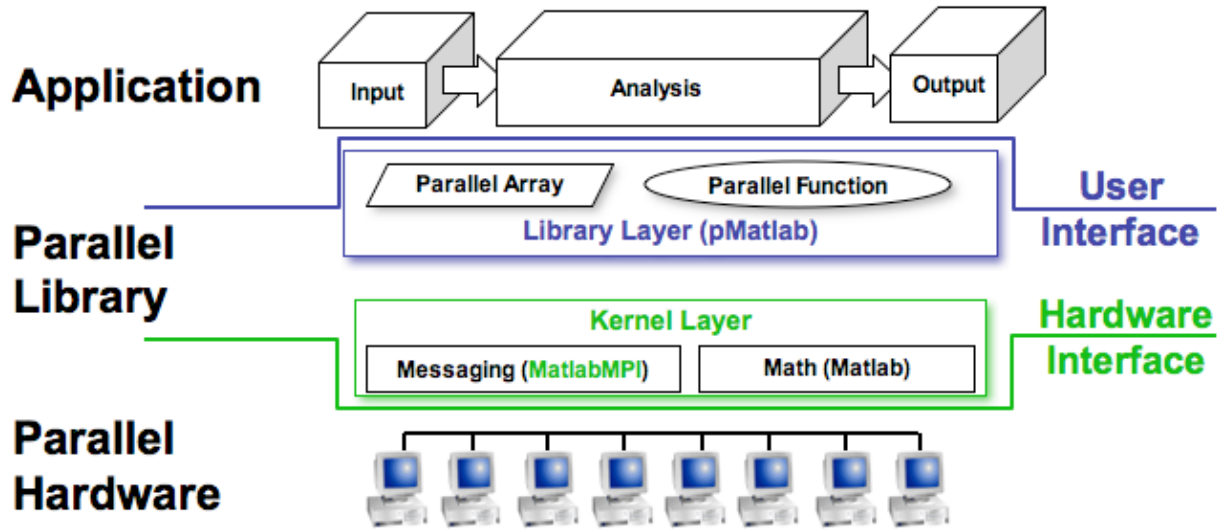 Application
Input
Analysis
Output
Parallel Array
Parallel Function
Library Layer (pMatlab)
User
Interface
Parallel
Library
Kernel Layer
Messaging (MatlabMPI)
Math (Matlab)
Hardware
Interface
Parallel
Hardware